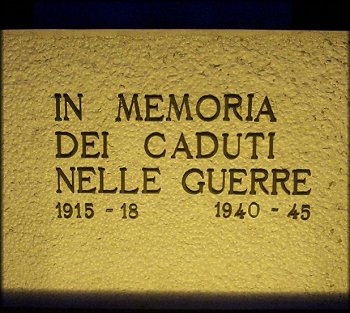 IN MEMORIA
DEI CADUTI
NELLE GUERRE
1915 - 18 1940 - 45